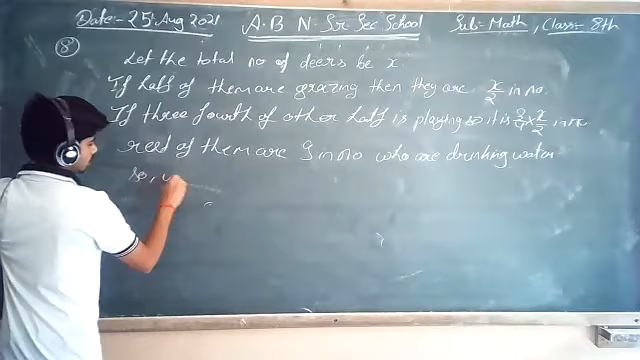 Date:- 25th Aug 2021 A. B. N. Sr Sec School Sub:- Math, Class:- 8th
8
Let the total no of deers be x
If half of them are grazing then they are x/2 in no.
If three fourth of other half is playing so it is 3/4 × x/2 in no.
rest of them are 9 in no who are drinking water
so,